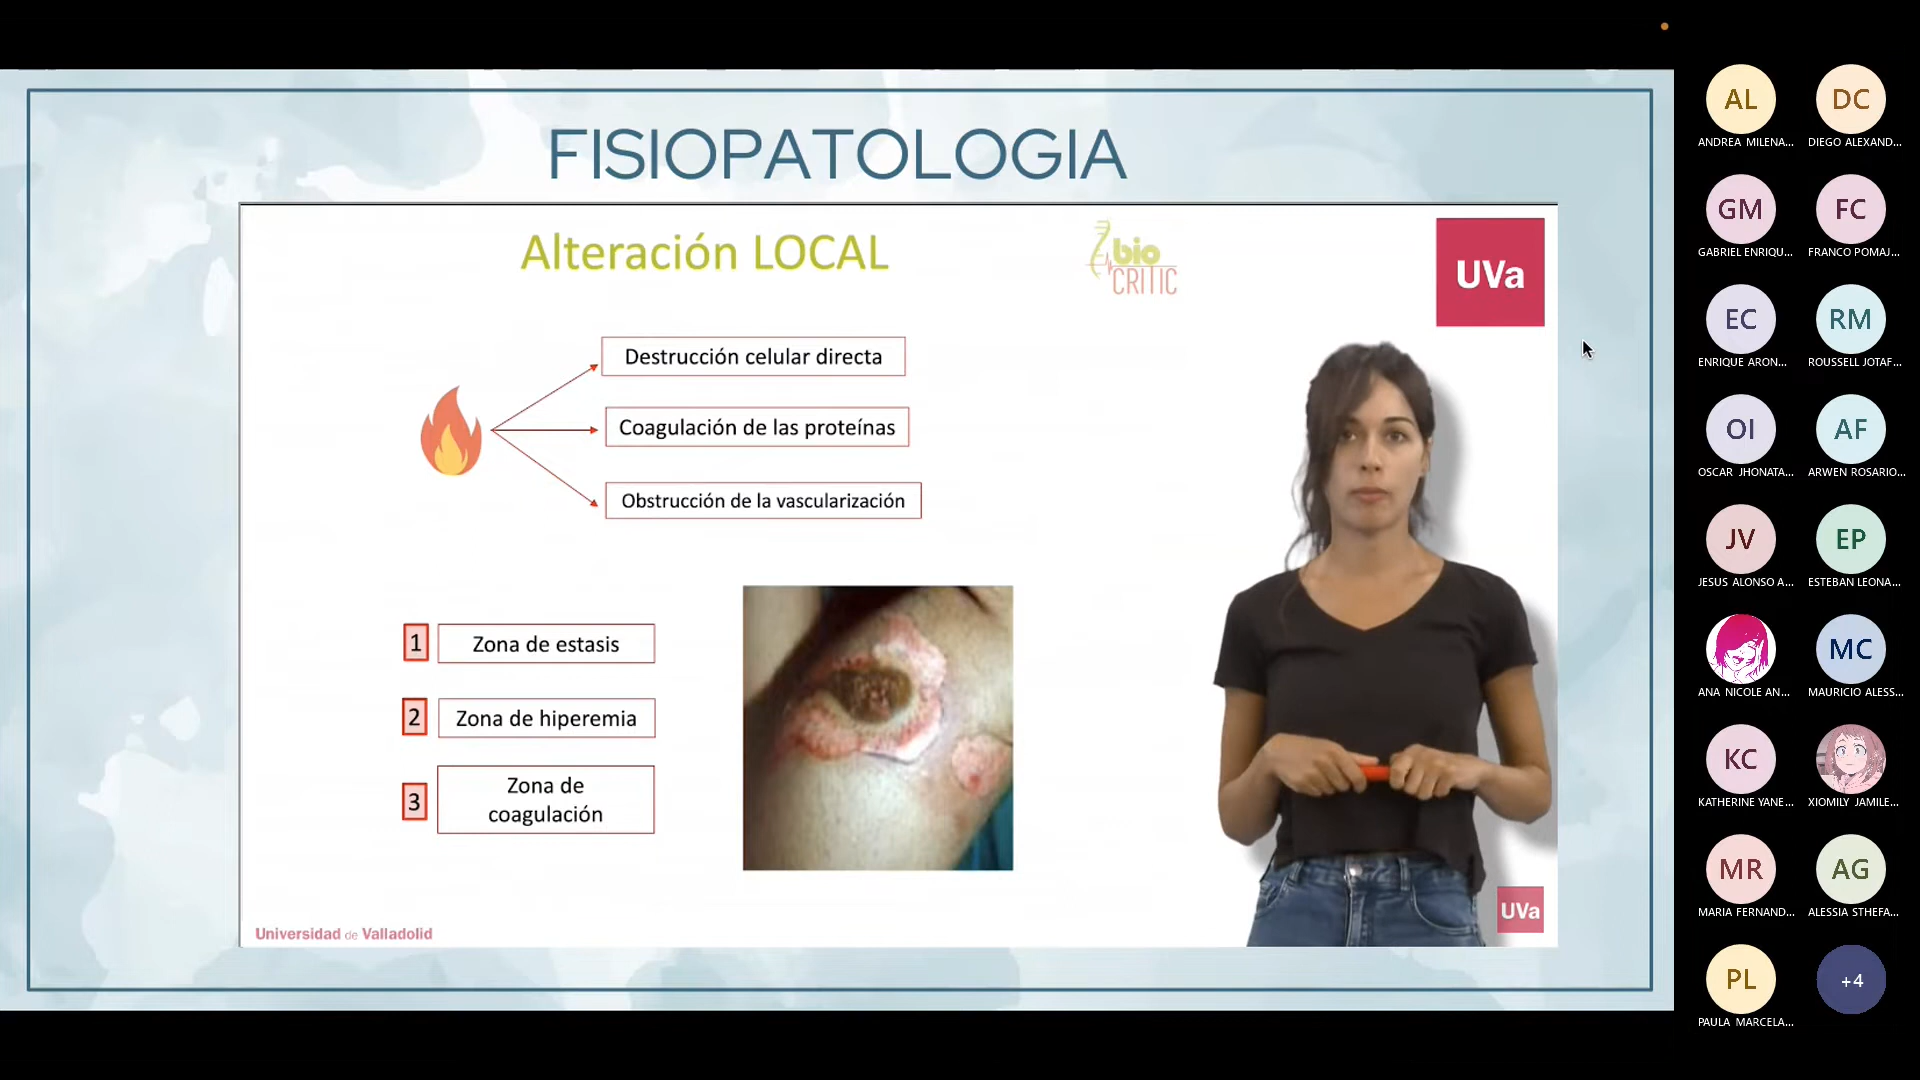 FISIOPATOLOGIA
Alteración LOCAL
bio
CRITIC
UVa
Destrucción celular directa
Coagulación de las proteínas
Obstrucción de la vascularización
1
Zona de estasis
2
Zona de hiperemia
3
Zona de
coagulación
UVa
Universidad de Valladolid
AL
DC
ANDREA MILENA...
DIEGO ALEXAND...
GM
FC
GABRIEL ENRIQU...
FRANCO POMAJ...
EC
RM
ENRIQUE ARON...
ROUSSELL JOTAF...
OI
AF
OSCAR JHONATA...
ARWEN ROSARIO...
JV
EP
JESUS ALONSO A...
ESTEBAN LEONA...
MC
ANA NICOLE AN...
MAURICIO ALESS...
KC
KATHERINE YANE...
XIOMILY JAMILE...
MR
AG
MARIA FERNAND...
ALESSIA STHEFA...
PL
+4
PAULA MARCELA...